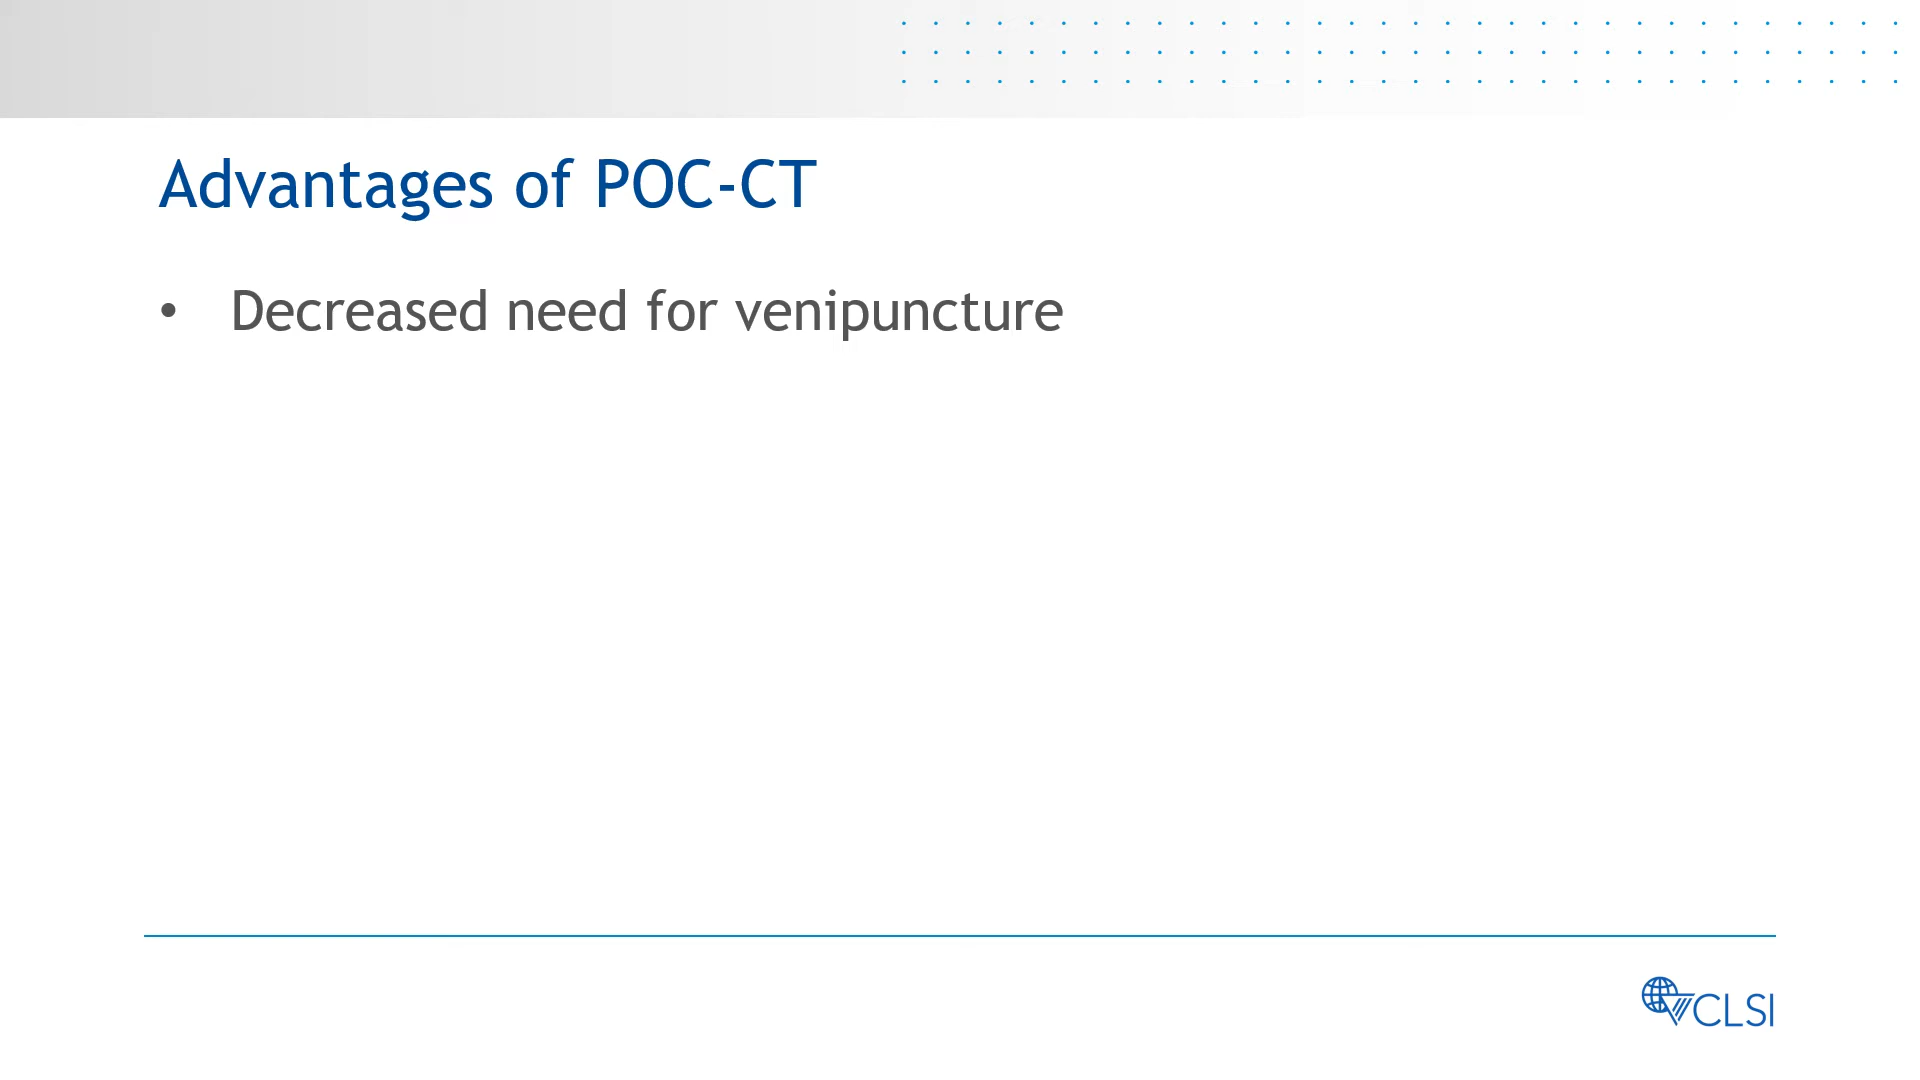 Advantages of POC-CT
• Decreased need for venipuncture
CLSI